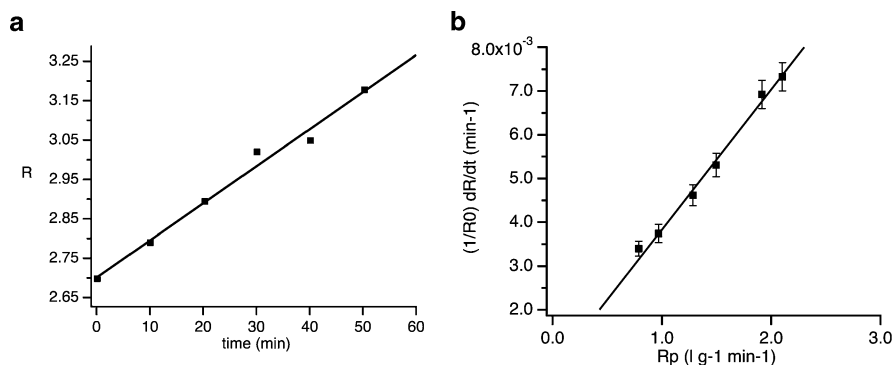 a
R
3.25
3.15
3.05
2.95
2.85
2.75
2.65
0 10 20 30 40 50 60
time (min)
b
(1/R0) dR/dt (min-1)
8.0x10-3
7.0
6.0
5.0
4.0
3.0
2.0
0.0 1.0 2.0 3.0
Rp (l g-1 min-1)